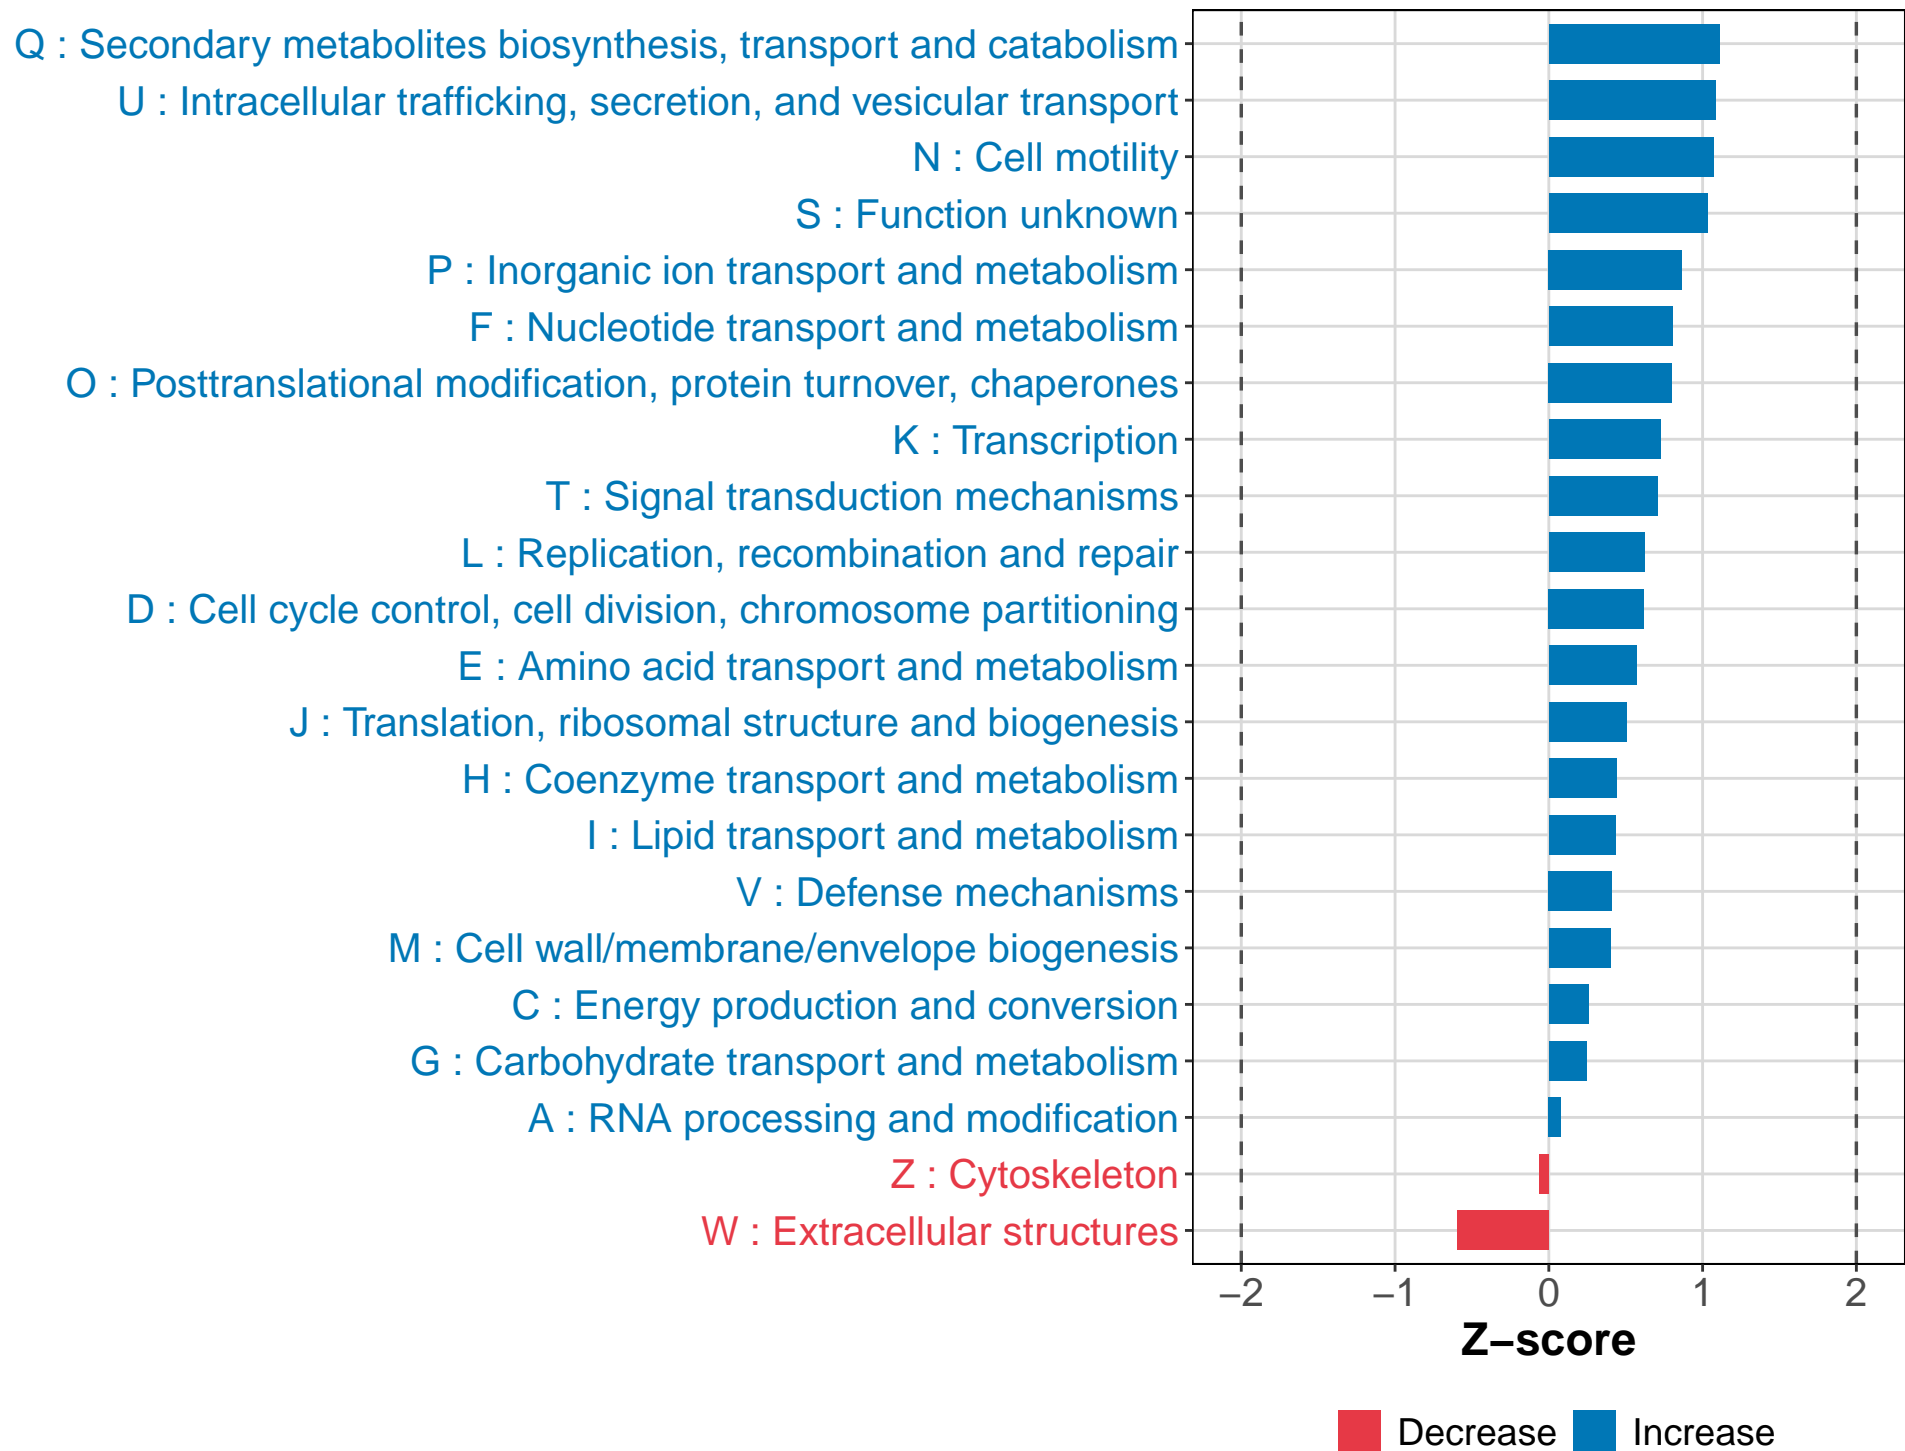 Q : Secondary metabolites biosynthesis, transport and catabolism
U : Intracellular trafficking, secretion, and vesicular transport
N : Cell motility
S : Function unknown
P : Inorganic ion transport and metabolism
F : Nucleotide transport and metabolism
O : Posttranslational modification, protein turnover, chaperones
K : Transcription
T : Signal transduction mechanisms
L : Replication, recombination and repair
D : Cell cycle control, cell division, chromosome partitioning
E : Amino acid transport and metabolism
J : Translation, ribosomal structure and biogenesis
H : Coenzyme transport and metabolism
I : Lipid transport and metabolism
V : Defense mechanisms
M : Cell wall/membrane/envelope biogenesis
C : Energy production and conversion
G : Carbohydrate transport and metabolism
A : RNA processing and modification
Z : Cytoskeleton
W : Extracellular structures
−2 −1 0 1 2
Z−score
Decrease Increase